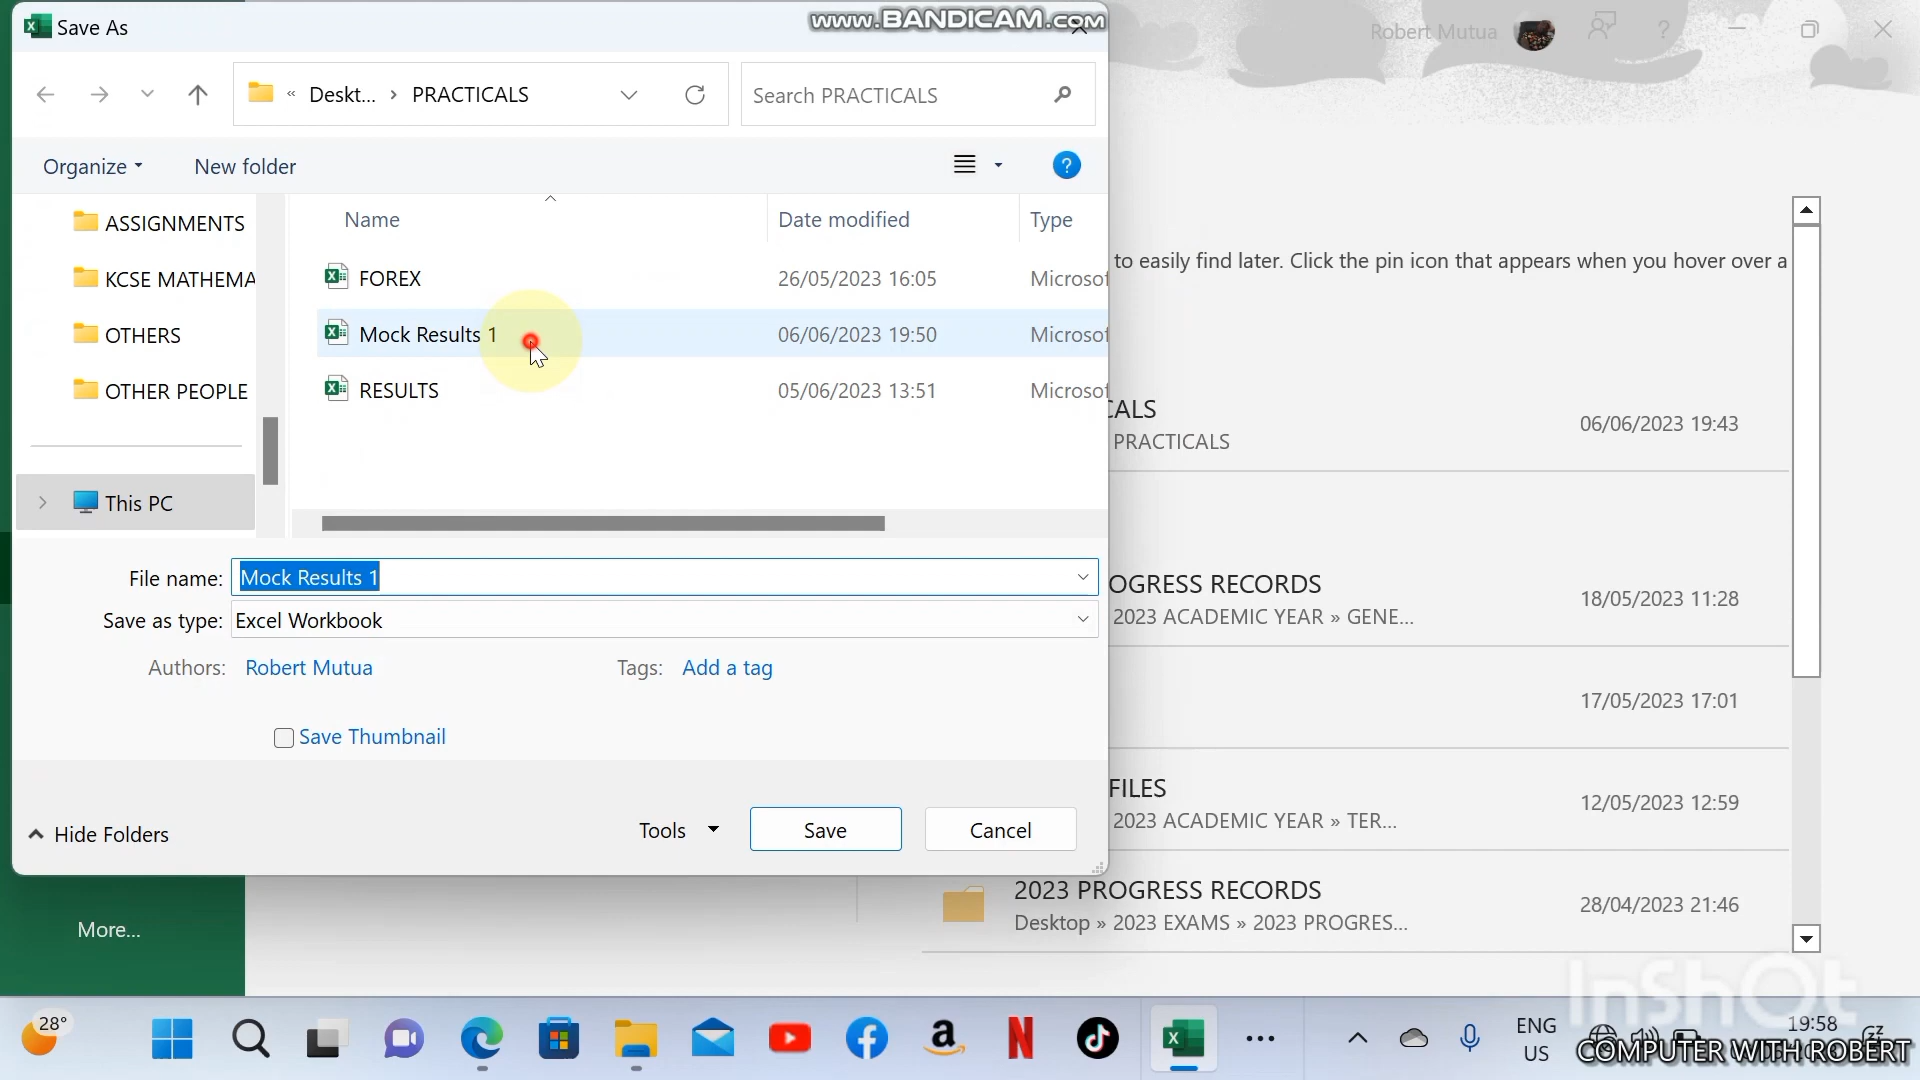 Save As
www.BANDICAM.com
Robert Mutua
?
« Deskt... › PRACTICALS
Search PRACTICALS
Organize
New folder
?
ASSIGNMENTS
KCSE MATHEMA
OTHERS
OTHER PEOPLE
This PC
Name Date modified Type
FOREX 26/05/2023 16:05 Microsof
Mock Results 1 06/06/2023 19:50 Microsof
RESULTS 05/06/2023 13:51 Microsof
File name: Mock Results 1
Save as type: Excel Workbook
Authors: Robert Mutua Tags: Add a tag
Save Thumbnail
Hide Folders
Tools Save Cancel
to easily find later. Click the pin icon that appears when you hover over a
CALS
PRACTICALS
06/06/2023 19:43
OGRESS RECORDS
2023 ACADEMIC YEAR » GENE...
18/05/2023 11:28
17/05/2023 17:01
FILES
2023 ACADEMIC YEAR » TER...
12/05/2023 12:59
2023 PROGRESS RECORDS
Desktop » 2023 EXAMS » 2023 PROGRES...
28/04/2023 21:46
More...
InShOt
28°
a
N
ENG
US
19:58
COMPUTER WITH ROBERT